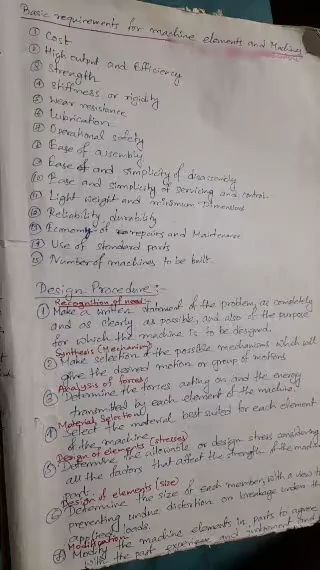 Basic requirements for machine elements and Machine
① Cost
② High output and Efficiency
③ Strength
④ Stiffness or rigidity
⑤ Wear resistance
⑥ Lubrication
⑦ Operational safety
⑧ Ease of assembly
⑨ Ease of and simplicity of disassembly
⑩ Ease and simplicity of servicing and control
⑪ Light weight and minimum Dimensions
⑫ Reliability, durability
⑬ Economy of repairs and Maintenance
⑭ Use of standard parts
⑮ Number of machines to be built.
Design Procedure :-
Recognition of need:-
① Make a written statement of the problem, as completely
and as clearly as possible, and also of the purpose
for which the machine is to be designed.
Synthesis (Mechanism)
② Make selection of the possible mechanisms which will
give the desired motion or group of motions
Analysis of forces
③ Determine the forces acting on and the energy
transmitted by each element of the machine.
Material Selection
④ Select the material best suited for each element
of the machine
Design of elements (stresses)
⑤ Determine the allowable or design stress considering
all the factors that affect the strength of the machine
part.
Design of elements (size)
⑥ Determine the size of each member with a view to
preventing undue distortion or breakage under the
applied loads.
Modification
⑦ Modify the machine elements in parts to agree
with the past experience and